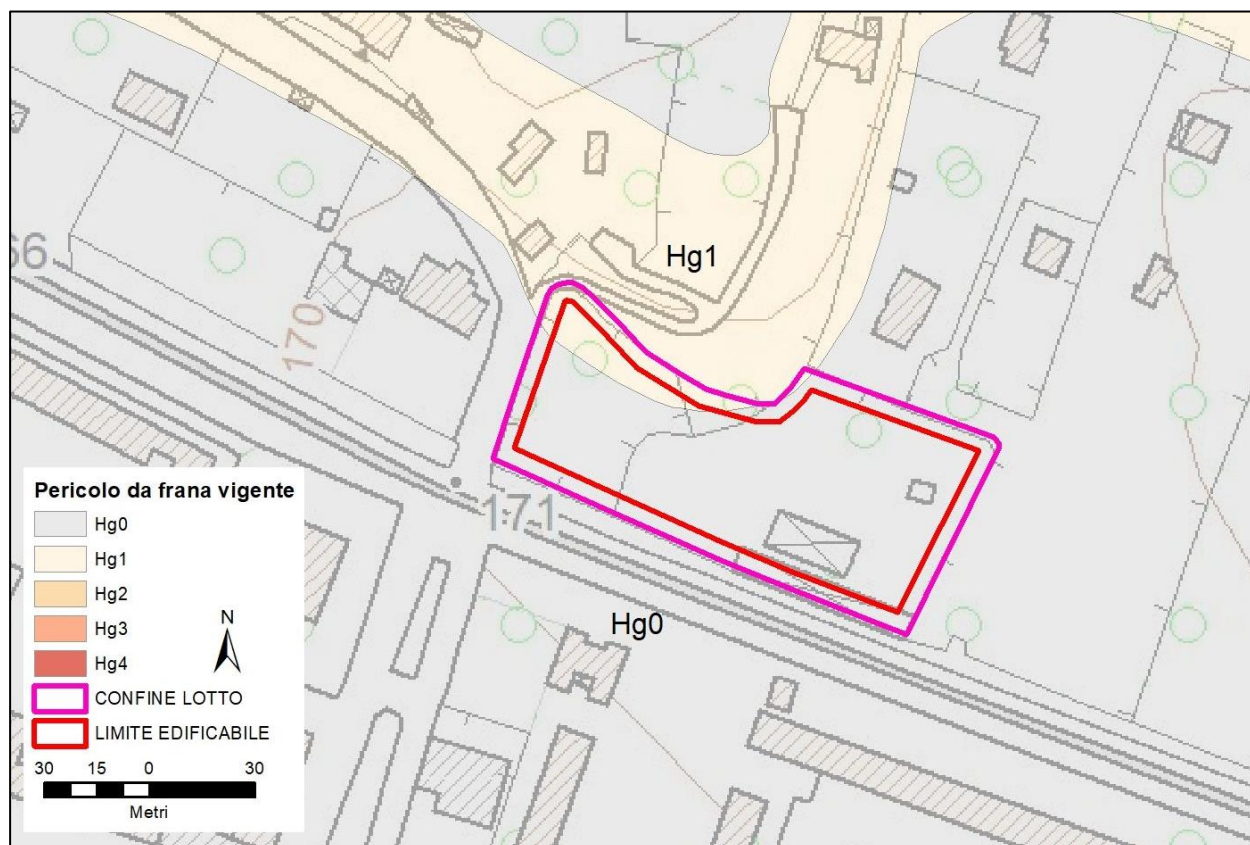 Hg1
66
170
171
Hg0
Pericolo da frana vigente
Hg0
Hg1
Hg2
Hg3
Hg4
N
CONFINE LOTTO
LIMITE EDIFICABILE
30 15 0 30
Metri